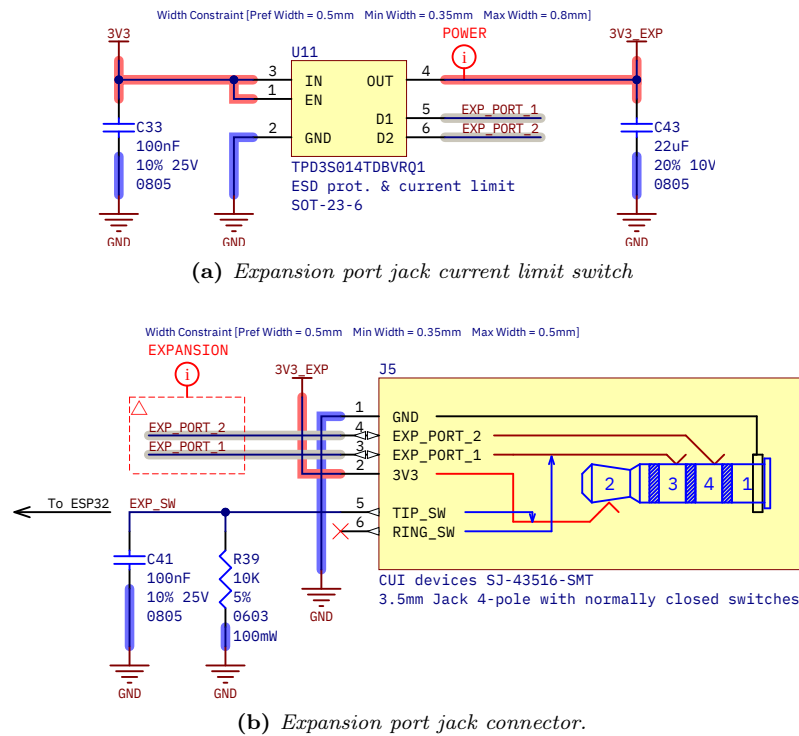 Width Constraint [Pref Width = 0.5mm Min Width = 0.35mm Max Width = 0.8mm]
3V3
U11
POWER
3V3_EXP
3 IN OUT 4
1 EN
D1 5 EXP_PORT_1
2 GND D2 6 EXP_PORT_2
C33
100nF
10% 25V
0805
GND
GND
TPD3S014TDBVRQ1
ESD prot. & current limit
SOT-23-6
C43
22uF
20% 10V
0805
GND
(a) Expansion port jack current limit switch
Width Constraint [Pref Width = 0.5mm Min Width = 0.35mm Max Width = 0.5mm]
EXPANSION
i
3V3_EXP
J5
1 GND
EXP_PORT_2 4 EXP_PORT_2
EXP_PORT_1 3 EXP_PORT_1
2 3V3
2 3 4 1
To ESP32 EXP_SW 5 TIP_SW
6 RING_SW
C41
100nF
10% 25V
0805
GND
R39
10K
5%
0603
100mW
GND
GND
CUI devices SJ-43516-SMT
3.5mm Jack 4-pole with normally closed switches
(b) Expansion port jack connector.